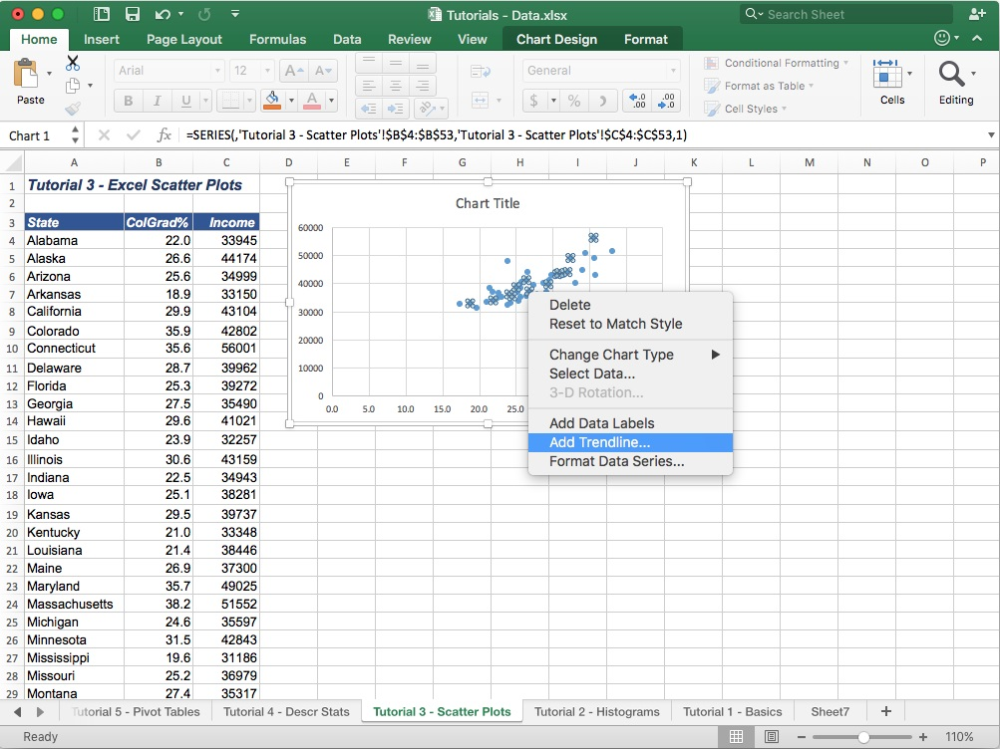 Tutorials - Data.xlsx
Search Sheet
Home Insert Page Layout Formulas Data Review View Chart Design Format
Paste
Arial 12 A A
B I U A
General
$ % )
.0 .00 .00 .0
Conditional Formatting
Format as Table
Cell Styles
Cells
Editing
Chart 1 fx =SERIES(,'Tutorial 3 - Scatter Plots'!$B$4:$B$53,'Tutorial 3 - Scatter Plots'!$C$4:$C$53,1)
A B C D E F G H I J K L M N O P
1 Tutorial 3 - Excel Scatter Plots
2
3 State ColGrad% Income
4 Alabama 22.0 33945
5 Alaska 26.6 44174
6 Arizona 25.6 34999
7 Arkansas 18.9 33150
8 California 29.9 43104
9 Colorado 35.9 42802
10 Connecticut 35.6 56001
11 Delaware 28.7 39962
12 Florida 25.3 39272
13 Georgia 27.5 35490
14 Hawaii 29.6 41021
15 Idaho 23.9 32257
16 Illinois 30.6 43159
17 Indiana 22.5 34943
18 Iowa 25.1 38281
19 Kansas 29.5 39737
20 Kentucky 21.0 33348
21 Louisiana 21.4 38446
22 Maine 26.9 37300
23 Maryland 35.7 49025
24 Massachusetts 38.2 51552
25 Michigan 24.6 35597
26 Minnesota 31.5 42843
27 Mississippi 19.6 31186
28 Missouri 25.2 36979
29 Montana 27.4 35317
Chart Title
60000
50000
40000
30000
20000
10000
0
0.0 5.0 10.0 15.0 20.0 25.0
Delete
Reset to Match Style
Change Chart Type
Select Data...
3-D Rotation...
Add Data Labels
Add Trendline...
Format Data Series...
Tutorial 5 - Pivot Tables Tutorial 4 - Descr Stats Tutorial 3 - Scatter Plots Tutorial 2 - Histograms Tutorial 1 - Basics Sheet7 +
Ready
110%